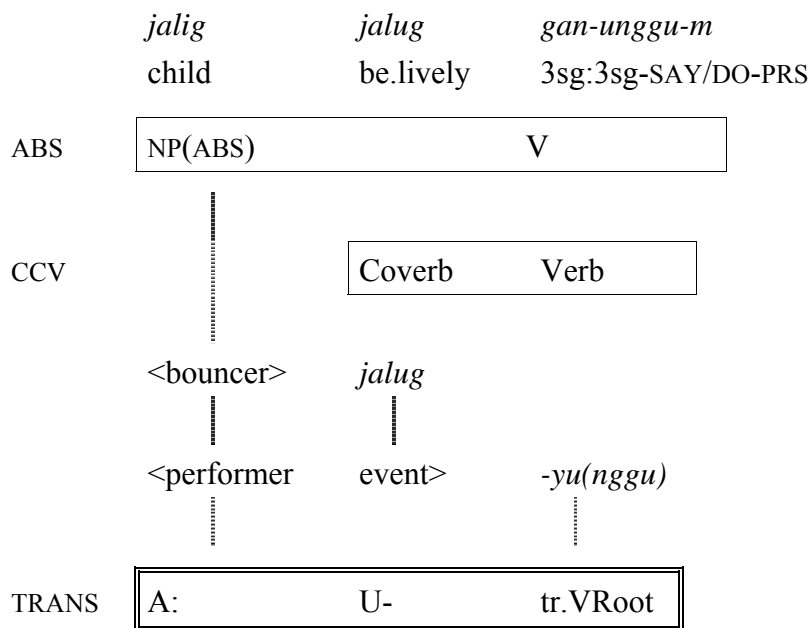 jalig jalug gan-unggu-m
child be.lively 3sg:3sg-SAY/DO-PRS
ABS NP(ABS) V
CCV Coverb Verb
<bouncer> jalug
<performer event> -yu(nggu)
TRANS A: U- tr.VRoot